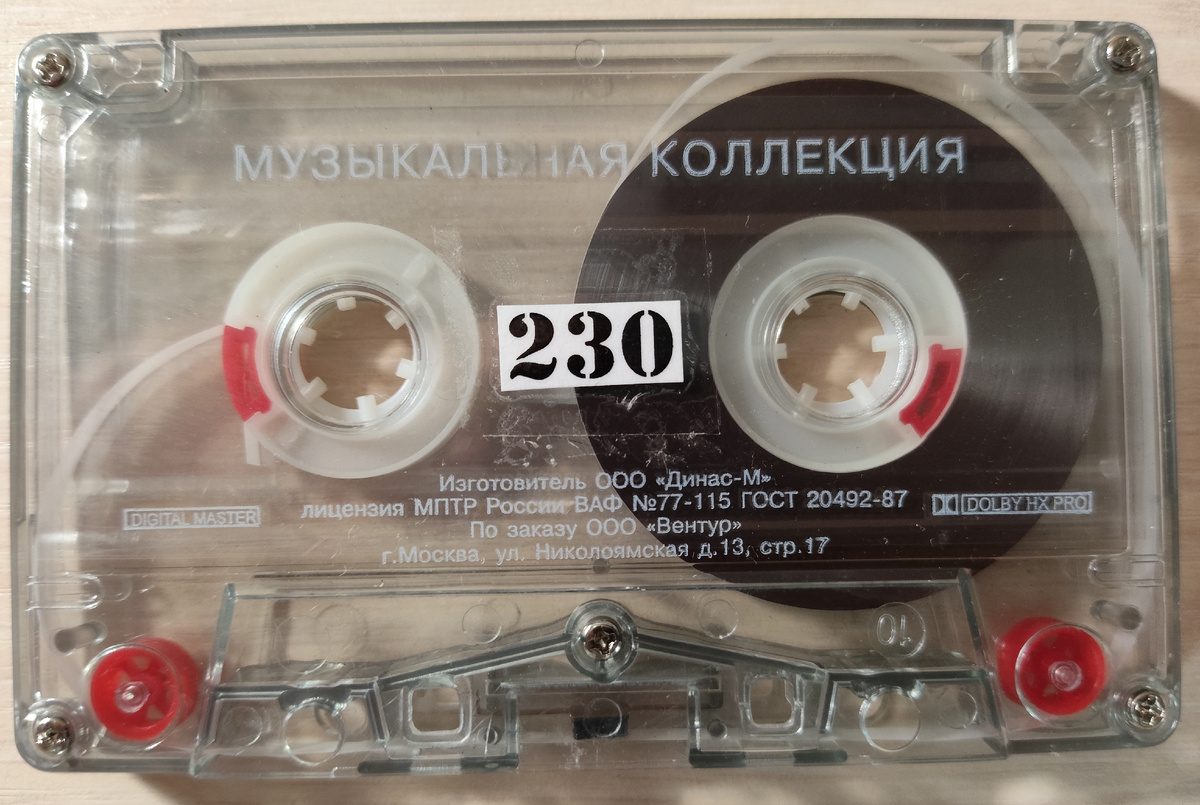 МУЗЫКАЛЬНАЯ КОЛЛЕКЦИЯ
230
Изготовитель ООО «Динас-М»
лицензия МПТР России ВАФ №77-115 ГОСТ 20492-87
По заказу ООО «Вентур»
г.Москва, ул. Николоямская д.13, стр.17
DIGITAL MASTER
DOLBY HX PRO
10